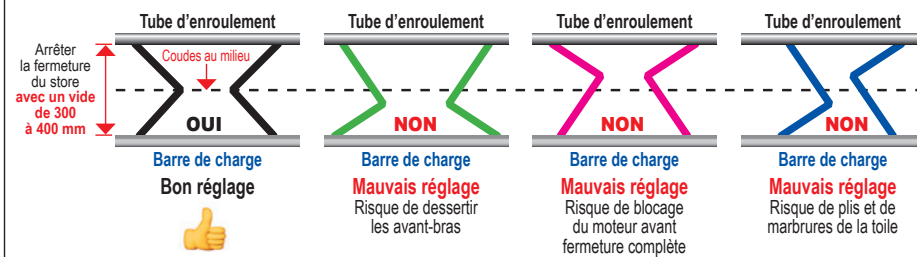 Tube d'enroulement
Arrêter
la fermeture
du store
avec un vide
de 300
à 400 mm
Coudes au milieu
OUI
Barre de charge
Bon réglage
Tube d'enroulement
NON
Barre de charge
Mauvais réglage
Risque de dessertir
les avant-bras
Tube d'enroulement
NON
Barre de charge
Mauvais réglage
Risque de blocage
du moteur avant
fermeture complète
Tube d'enroulement
NON
Barre de charge
Mauvais réglage
Risque de plis et de
marbrures de la toile